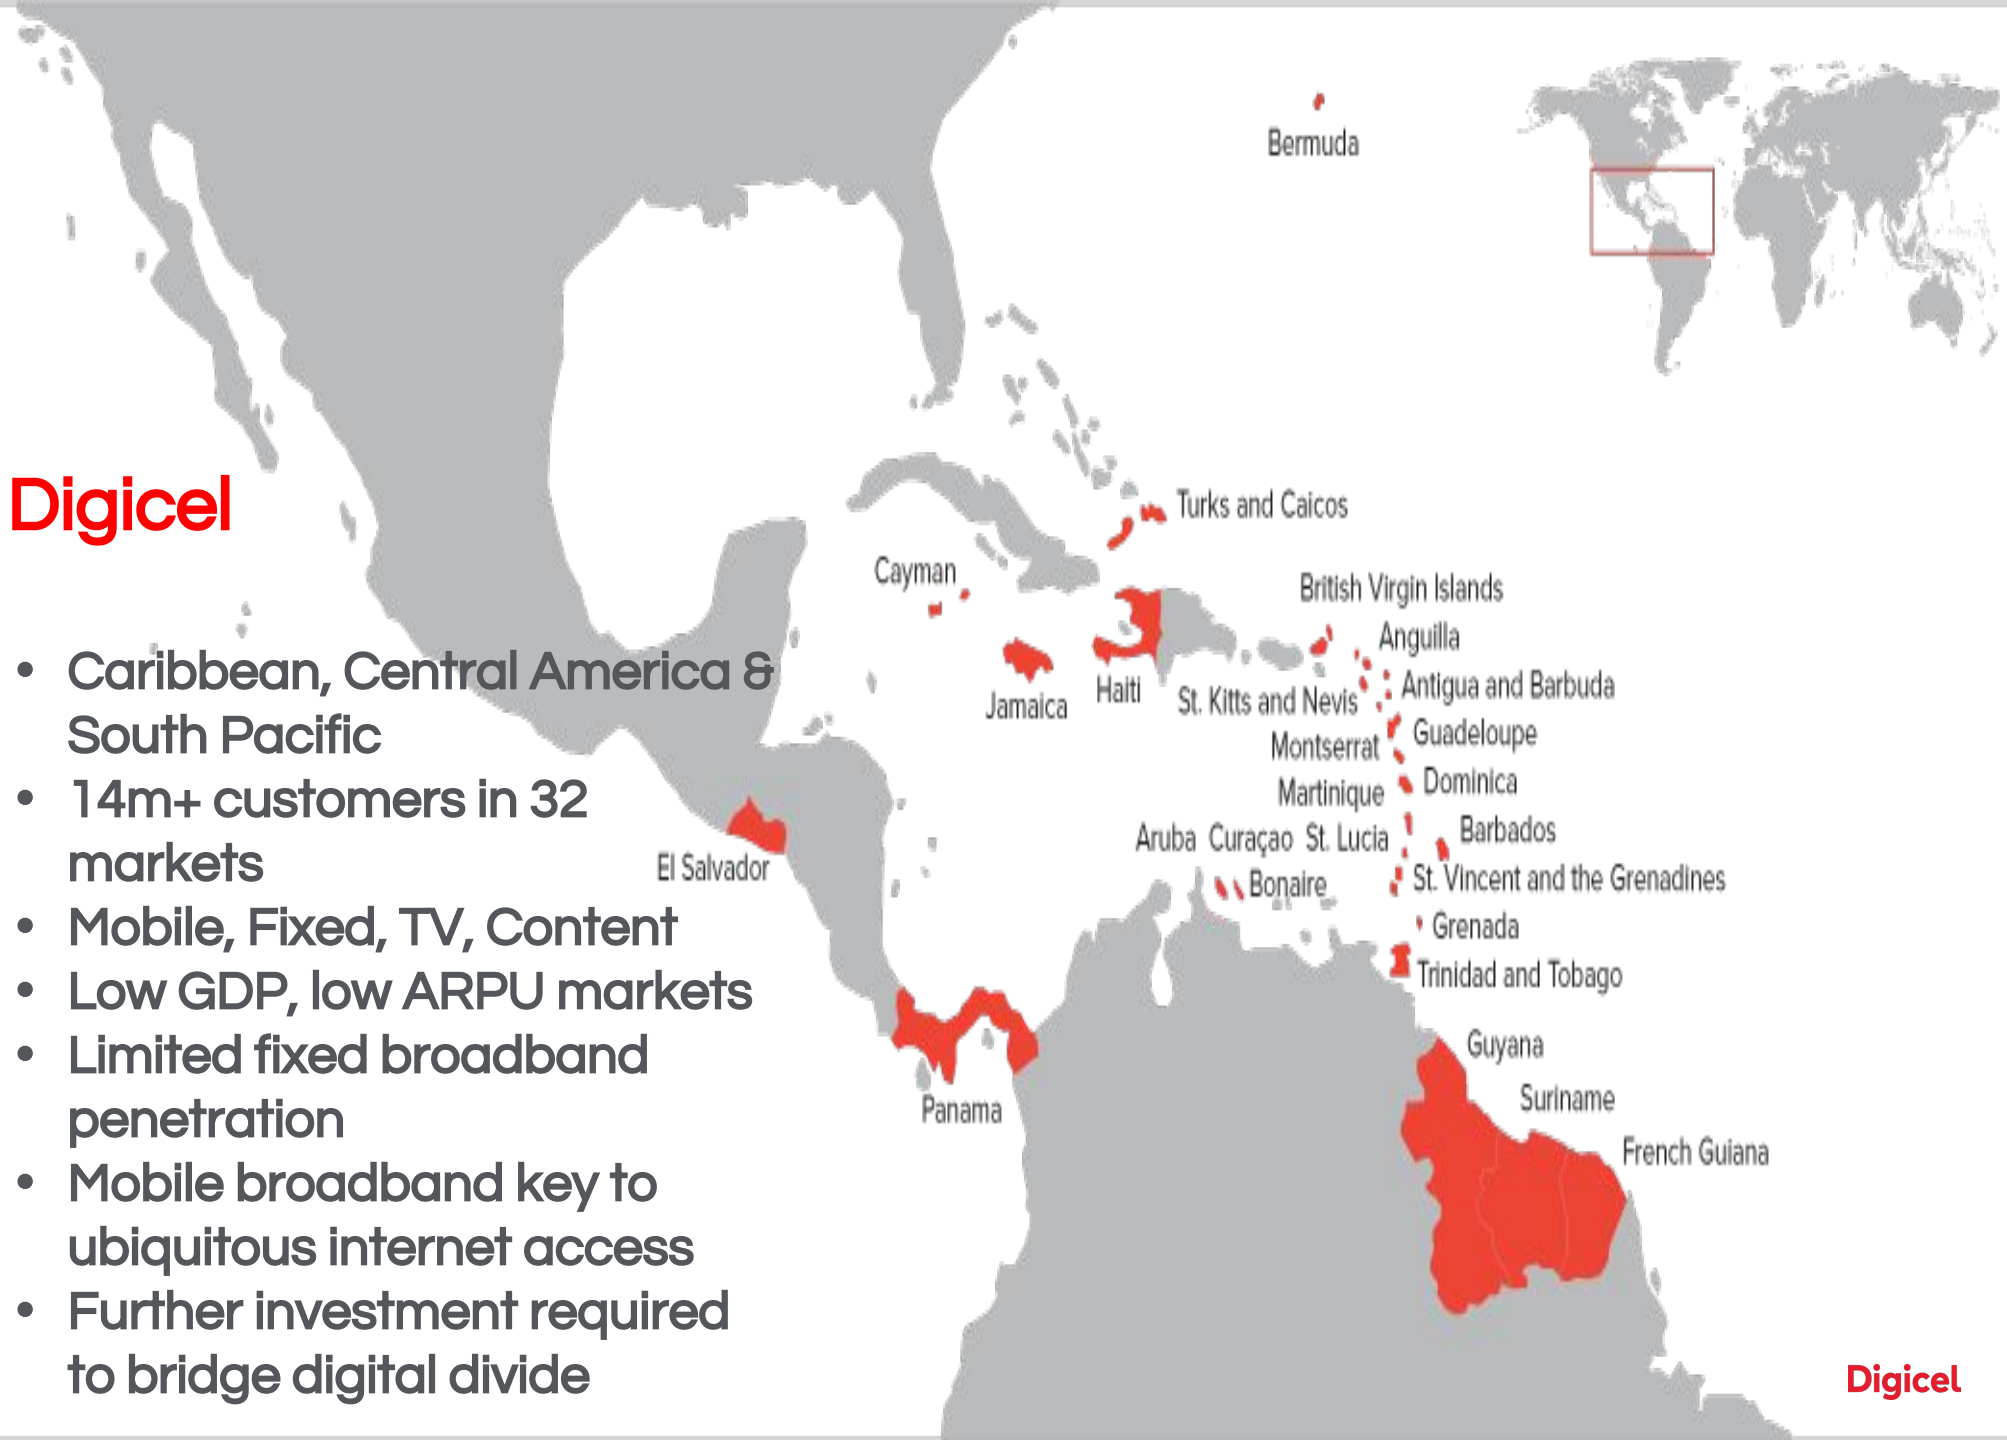 Bermuda
Digicel
Turks and Caicos
Cayman
British Virgin Islands
Anguilla
Jamaica
Haiti
St. Kitts and Nevis
Antigua and Barbuda
Montserrat
Guadeloupe
Martinique
Dominica
Aruba Curaçao St. Lucia
Barbados
El Salvador
Bonaire
St. Vincent and the Grenadines
Grenada
Trinidad and Tobago
Panama
Guyana
Suriname
French Guiana
• Caribbean, Central America &
South Pacific
• 14m+ customers in 32
markets
• Mobile, Fixed, TV, Content
• Low GDP, low ARPU markets
• Limited fixed broadband
penetration
• Mobile broadband key to
ubiquitous internet access
• Further investment required
to bridge digital divide
Digicel